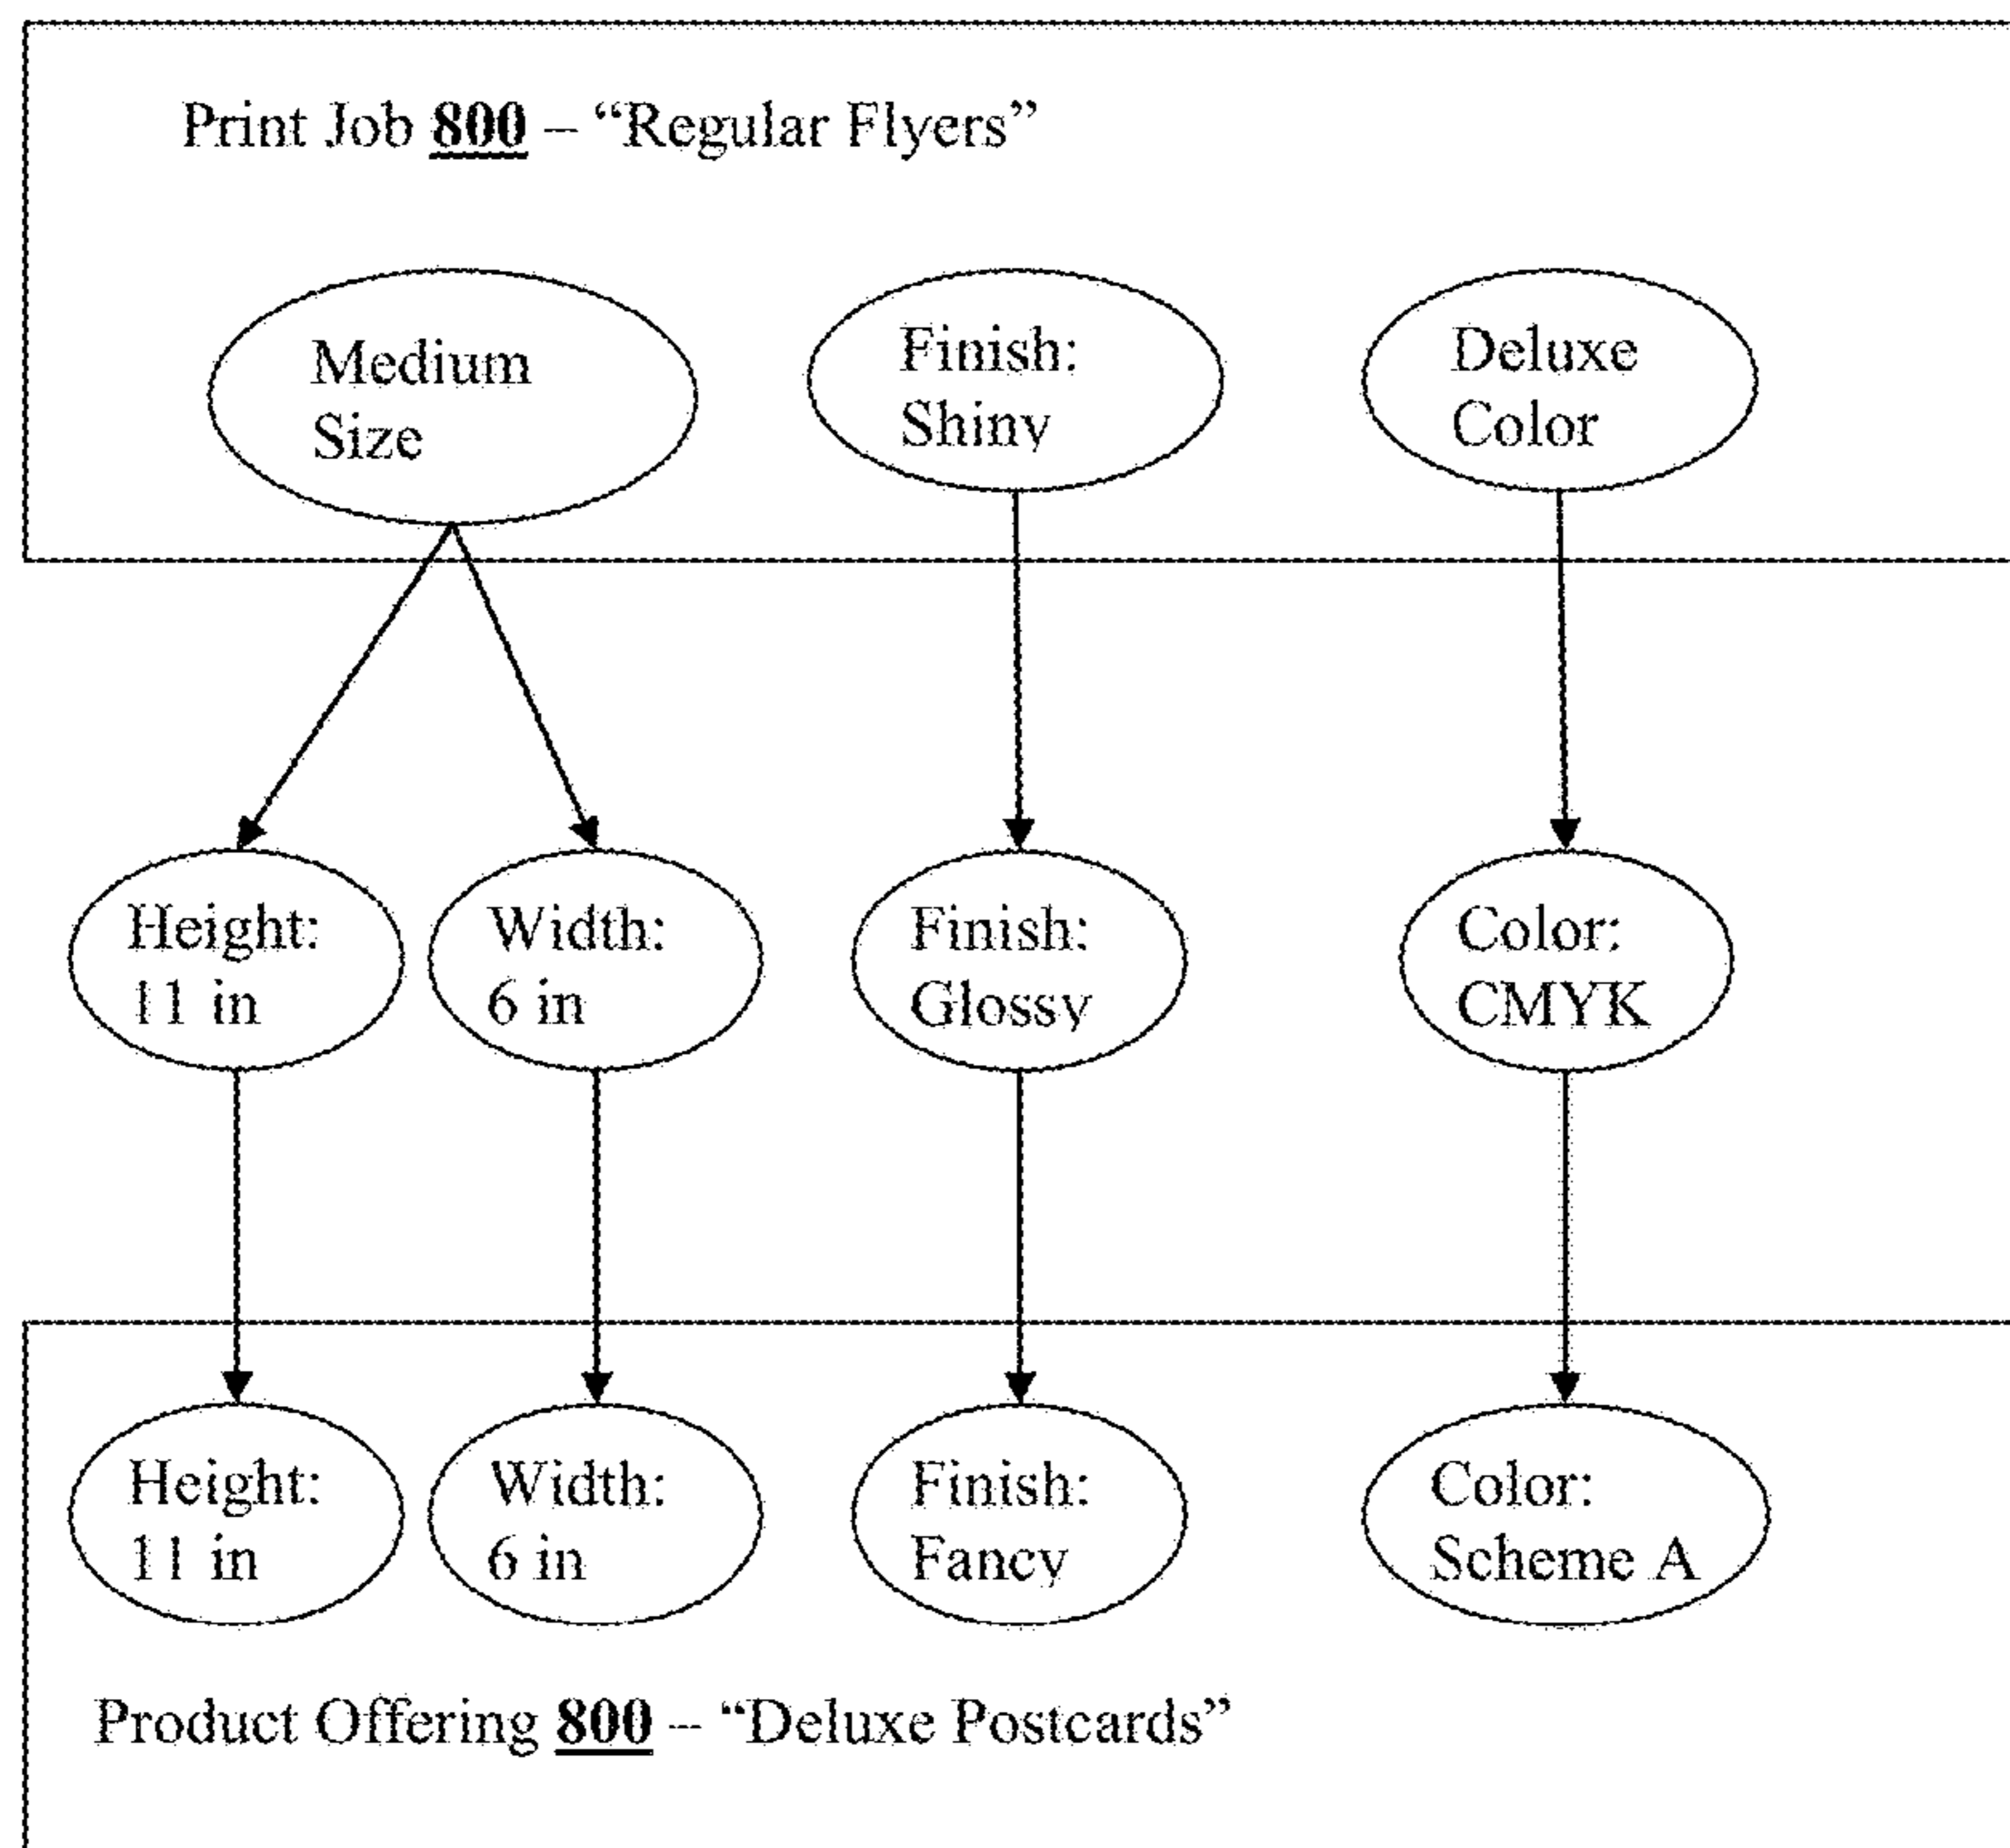 Print Job 800 – “Regular Flyers”
Medium
Size
Finish:
Shiny
Deluxe
Color
Height:
11 in
Width:
6 in
Finish:
Glossy
Color:
CMYK
Height:
11 in
Width:
6 in
Finish:
Fancy
Color:
Scheme A
Product Offering 800 – “Deluxe Postcards”